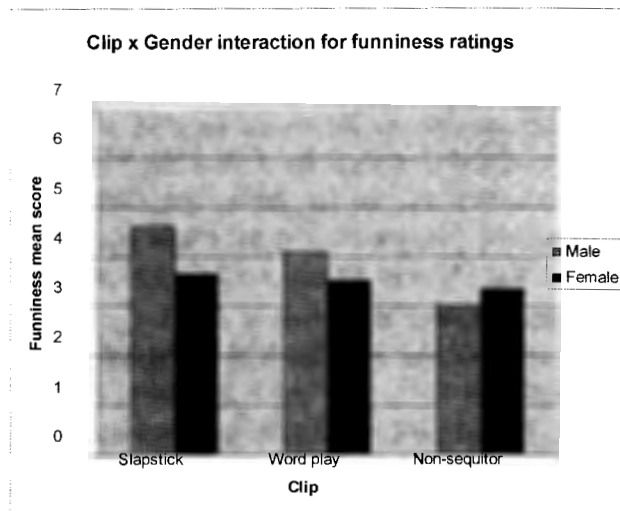 Clip x Gender interaction for funniness ratings
7
6
5
4
3
2
1
0
Funniness mean score
Slapstick Word play Non-sequitor
Clip
Male
Female